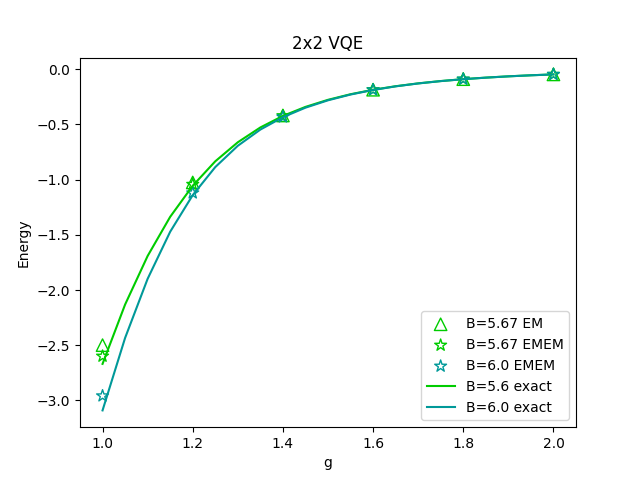 2x2 VQE
Energy
0.0
−0.5
−1.0
−1.5
−2.0
−2.5
−3.0
1.0 1.2 1.4 1.6 1.8 2.0
g
B=5.67 EM
B=5.67 EMEM
B=6.0 EMEM
B=5.6 exact
B=6.0 exact